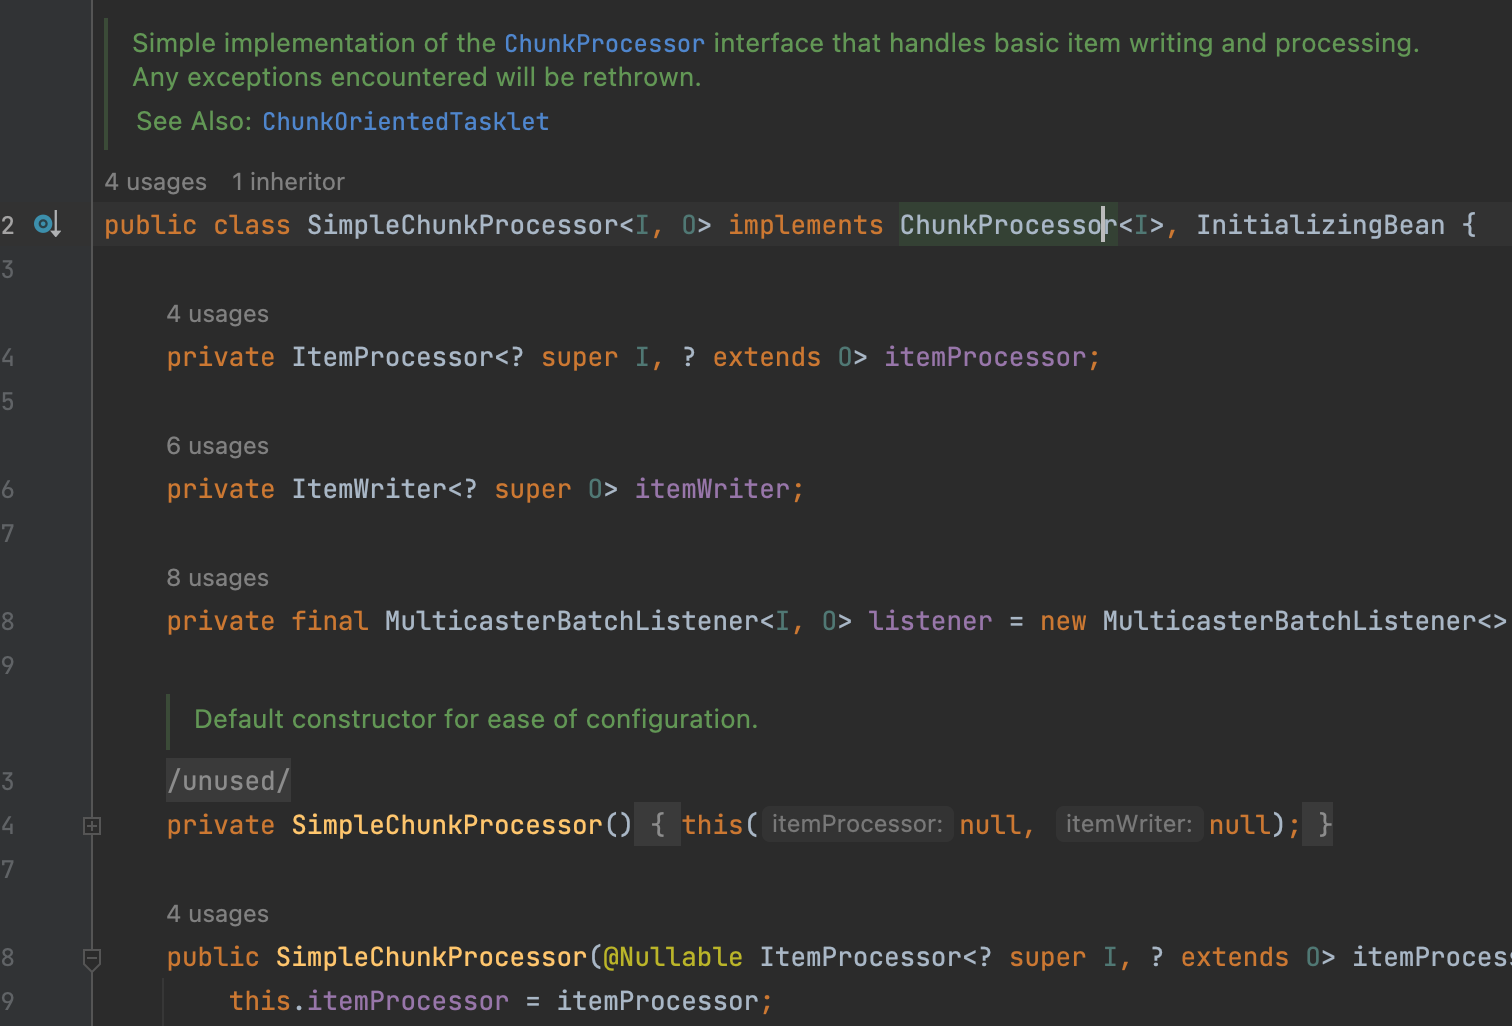 Simple implementation of the ChunkProcessor interface that handles basic item writing and processing.
Any exceptions encountered will be rethrown.
See Also: ChunkOrientedTasklet
4 usages 1 inheritor
2 public class SimpleChunkProcessor<I, O> implements ChunkProcessor<I>, InitializingBean {
3
4 usages
4 private ItemProcessor<? super I, ? extends O> itemProcessor;
5
6 usages
6 private ItemWriter<? super O> itemWriter;
7
8 usages
8 private final MulticasterBatchListener<I, O> listener = new MulticasterBatchListener<>
9
Default constructor for ease of configuration.
3 /unused/
4 private SimpleChunkProcessor() { this( itemProcessor: null, itemWriter: null); }
7
4 usages
8 public SimpleChunkProcessor(@Nullable ItemProcessor<? super I, ? extends O> itemProces
9 this.itemProcessor = itemProcessor;